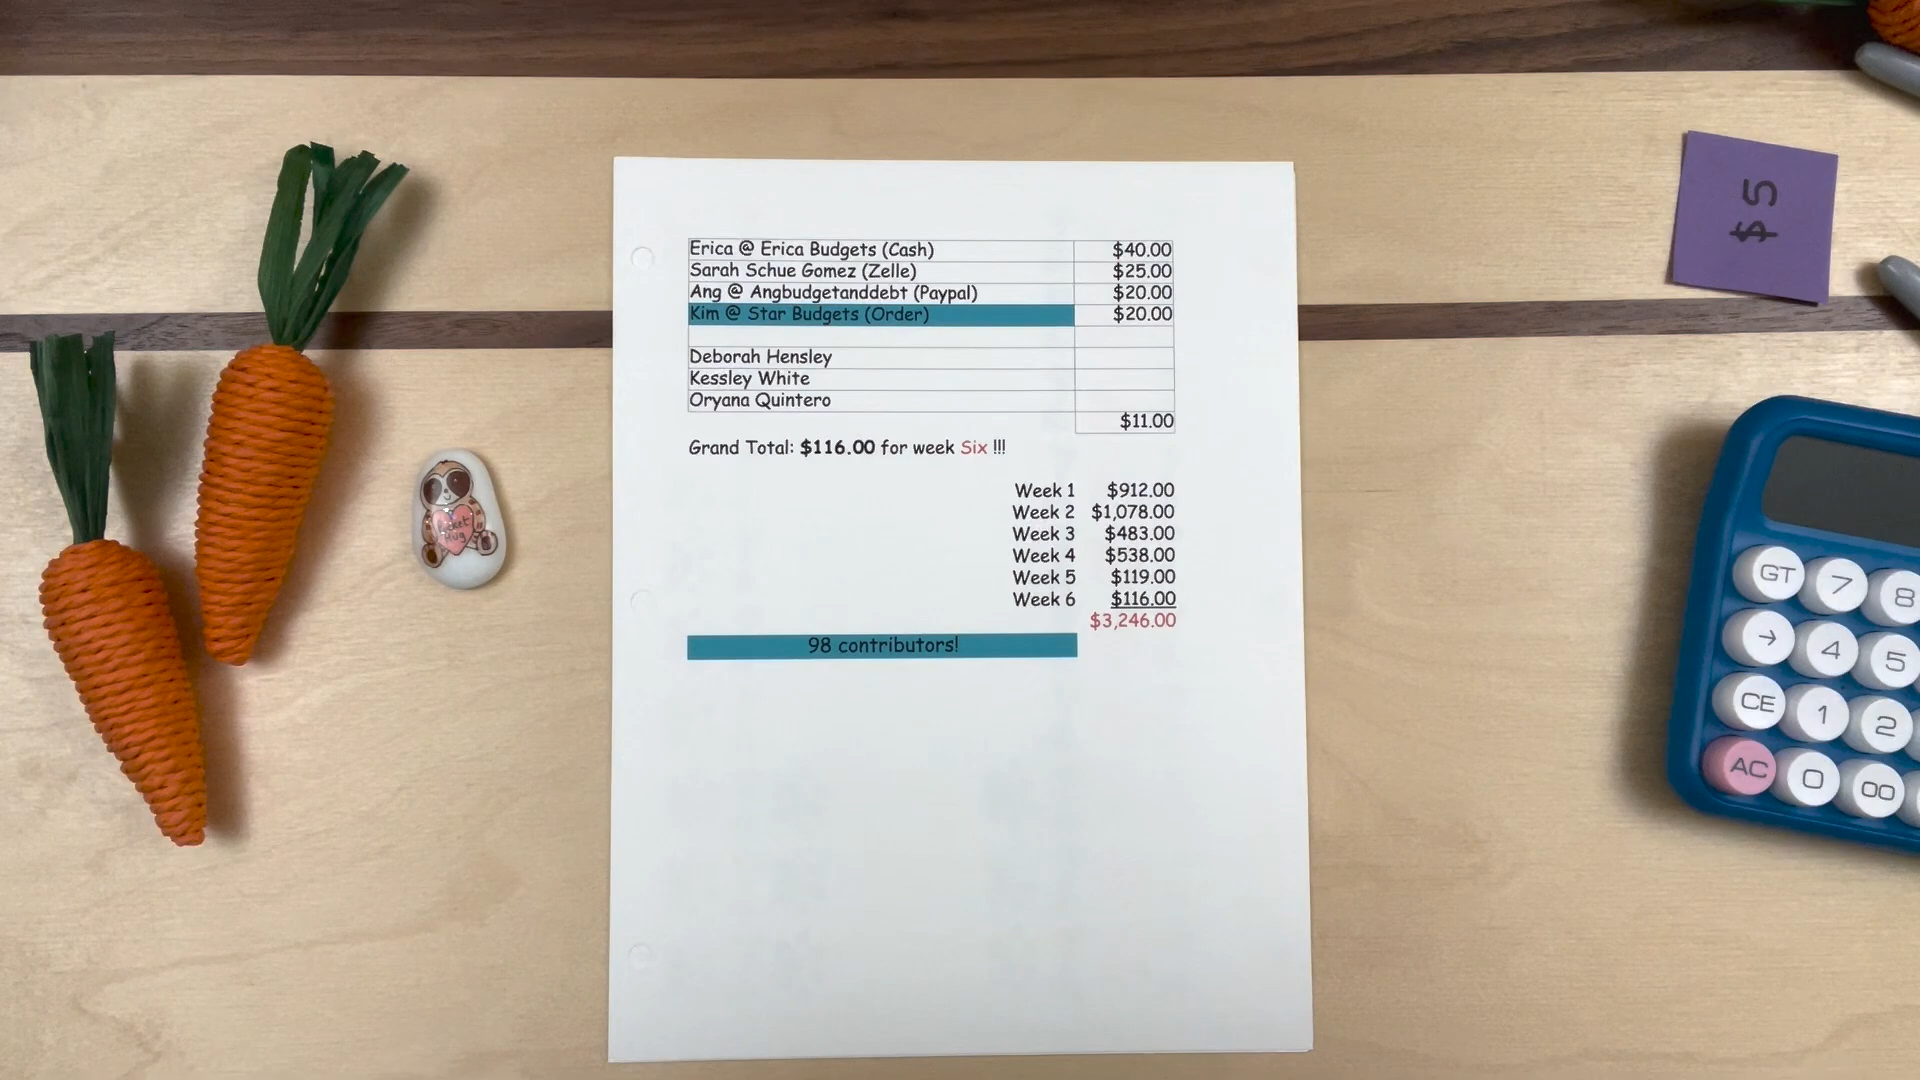 Erica @ Erica Budgets (Cash) $40.00
Sarah Schue Gomez (Zelle) $25.00
Ang @ Angbudgetanddebt (Paypal) $20.00
Kim @ Star Budgets (Order) $20.00
Deborah Hensley
Kessley White
Oryana Quintero
$11.00
Grand Total: $116.00 for week Six !!!
Week 1 $912.00
Week 2 $1,078.00
Week 3 $483.00
Week 4 $538.00
Week 5 $119.00
Week 6 $116.00
$3,246.00
98 contributors!
Pocket
Hug
$5
GT 7 8
→ 4 5
CE 1 2
AC 0 00